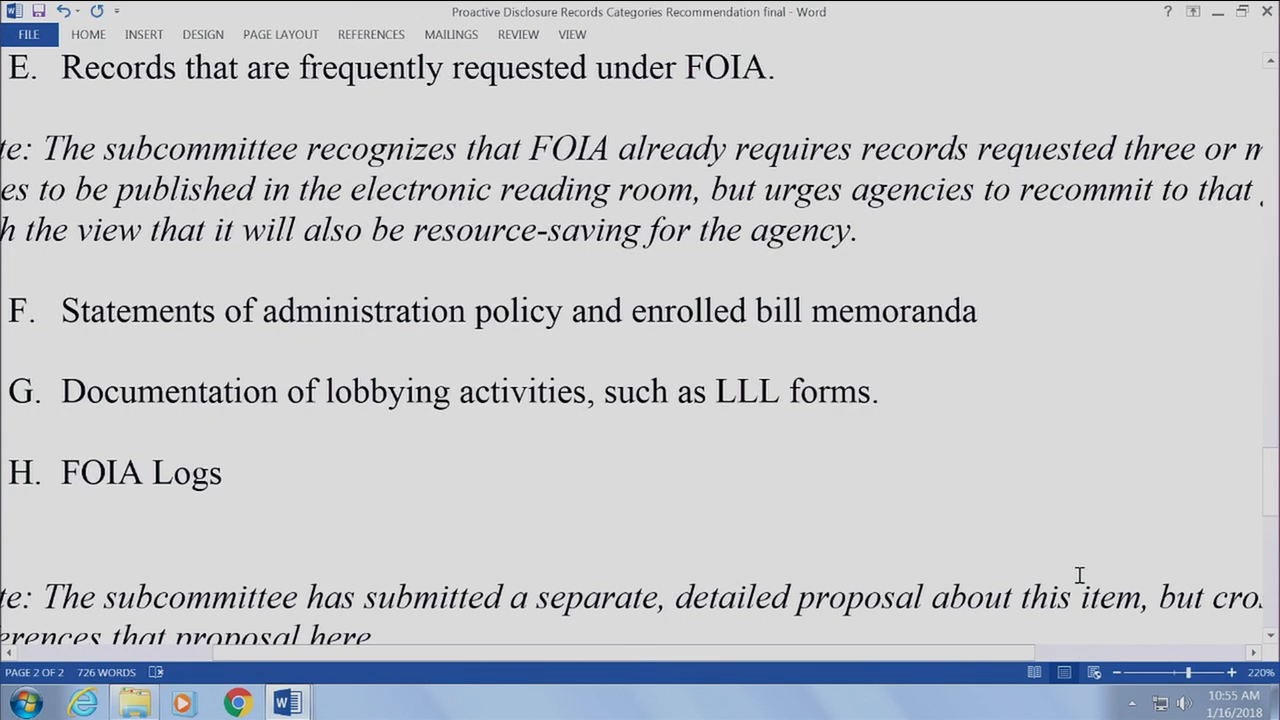 Proactive Disclosure Records Categories Recommendation final - Word
?
FILE HOME INSERT DESIGN PAGE LAYOUT REFERENCES MAILINGS REVIEW VIEW
E. Records that are frequently requested under FOIA.
te: The subcommittee recognizes that FOIA already requires records requested three or m
es to be published in the electronic reading room, but urges agencies to recommit to that
h the view that it will also be resource-saving for the agency.
F. Statements of administration policy and enrolled bill memoranda
G. Documentation of lobbying activities, such as LLL forms.
H. FOIA Logs
te: The subcommittee has submitted a separate, detailed proposal about this item, but cros
erences that proposal here
PAGE 2 OF 2 726 WORDS 220%
10:55 AM
1/16/2018